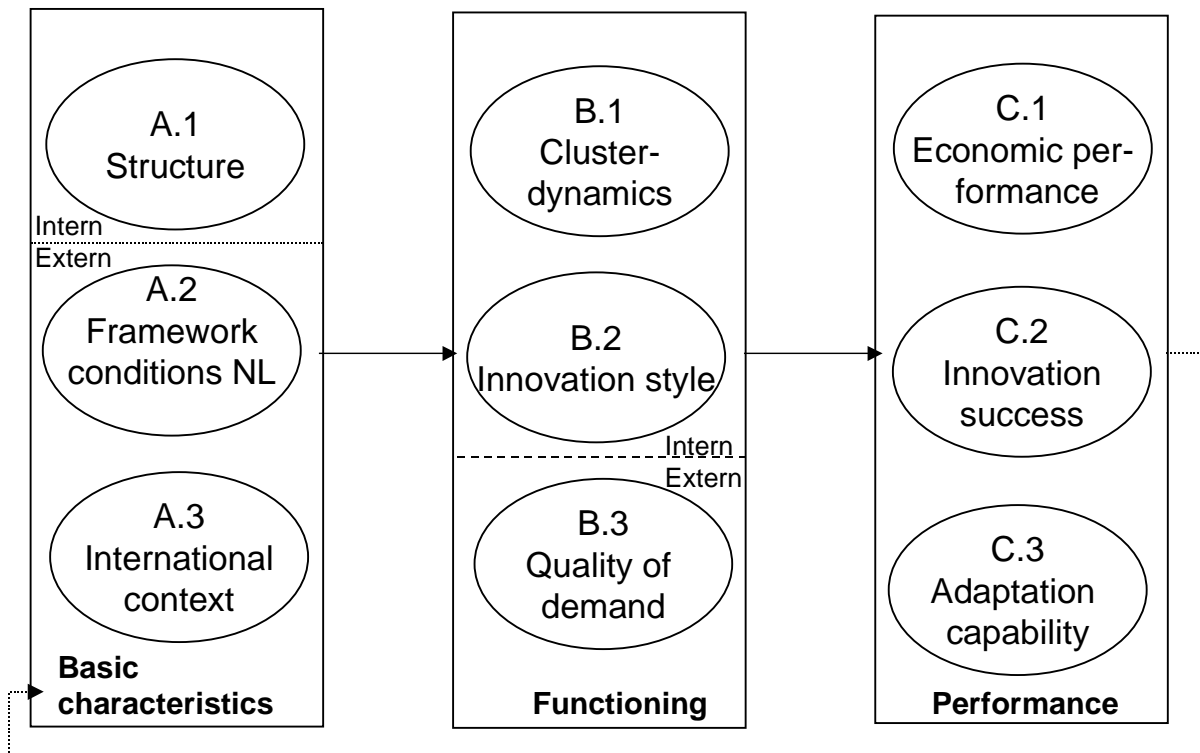 A.1
Structure
Intern
Extern
A.2
Framework
conditions NL
A.3
International
context
Basic
characteristics
B.1
Cluster-
dynamics
B.2
Innovation style
Intern
Extern
B.3
Quality of
demand
Functioning
C.1
Economic per-
formance
C.2
Innovation
success
C.3
Adaptation
capability
Performance